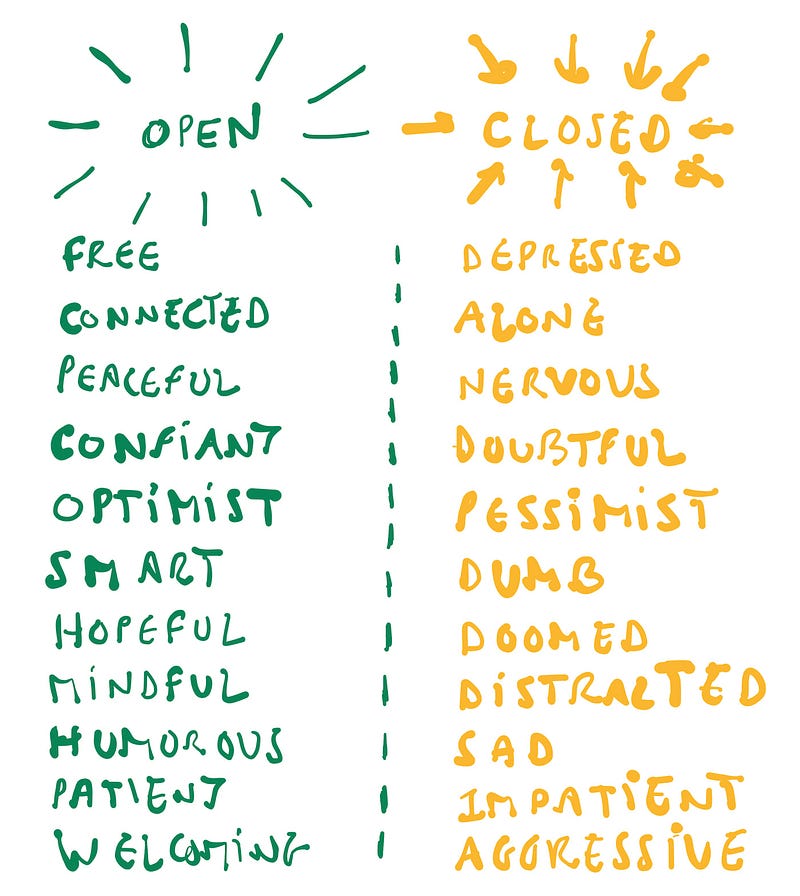 OPEN
CLOSED
FREE
DEPRESSED
CONNECTED
ALONE
PEACEFUL
NERVOUS
CONFIANT
DOUBTFUL
OPTIMIST
PESSIMIST
SMART
DUMB
HOPEFUL
DOOMED
MINDFUL
DISTRACTED
HUMOROUS
SAD
PATIENT
IMPATIENT
WELCOMING
AGGRESSIVE